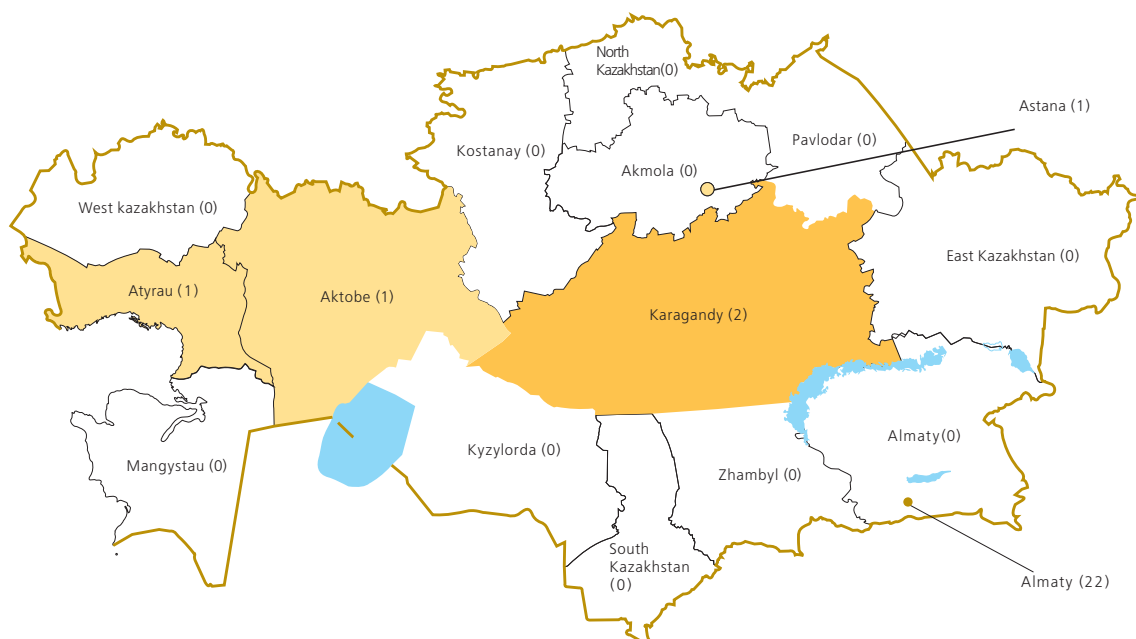 North
Kazakhstan(0)
Astana (1)
Pavlodar (0)
Kostanay (0)
Akmola (0)
West kazakhstan (0)
East Kazakhstan (0)
Atyrau (1)
Aktobe (1)
Karagandy (2)
Almaty(0)
Kyzylorda (0)
Mangystau (0)
Zhambyl (0)
South
Kazakhstan
(0)
Almaty (22)